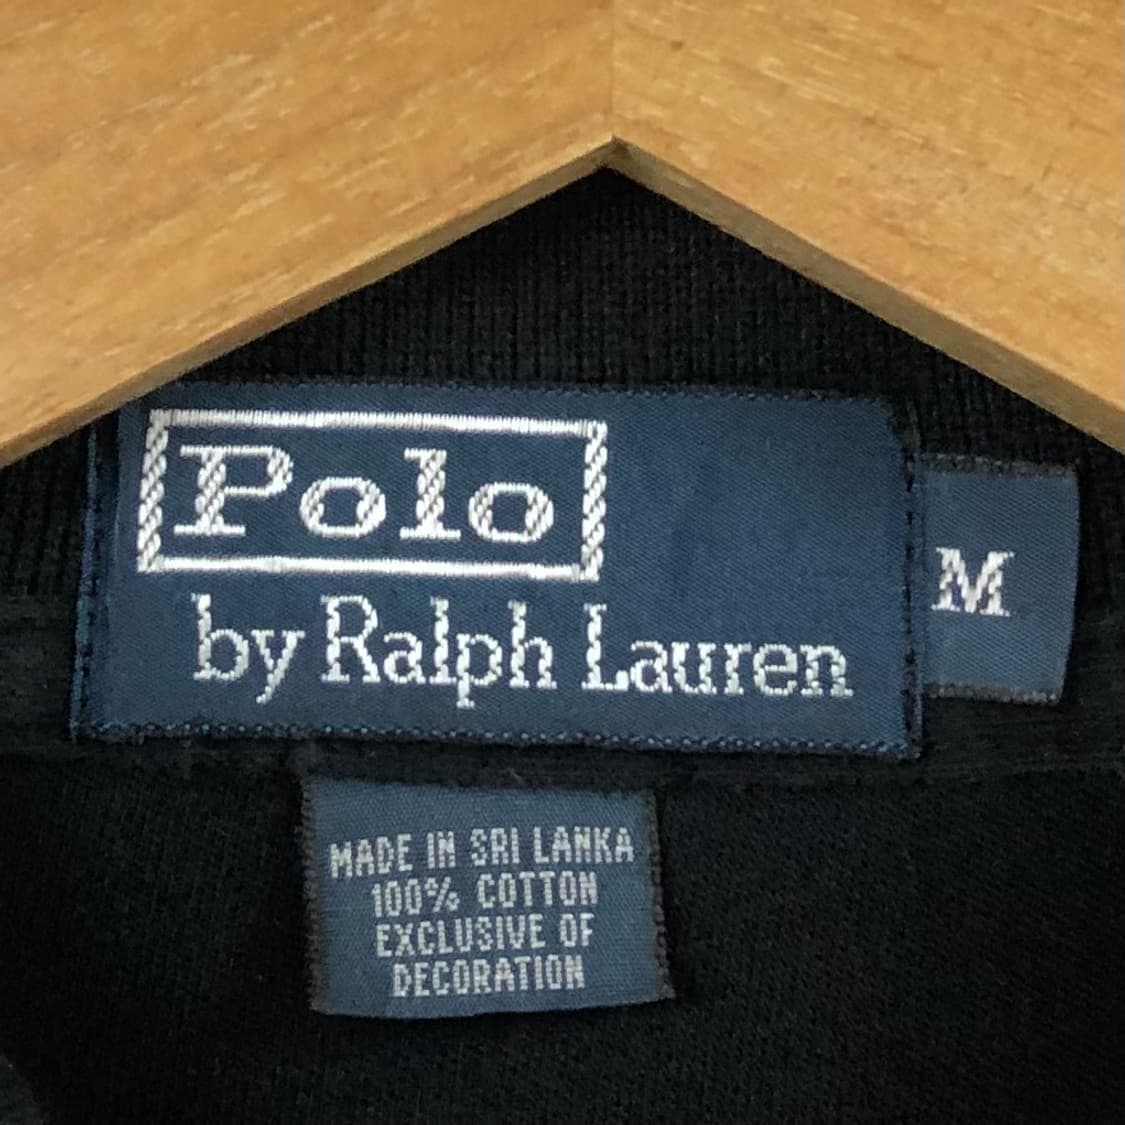 Polo
by Ralph Lauren
M
MADE IN SRI LANKA
100% COTTON
EXCLUSIVE OF
DECORATION